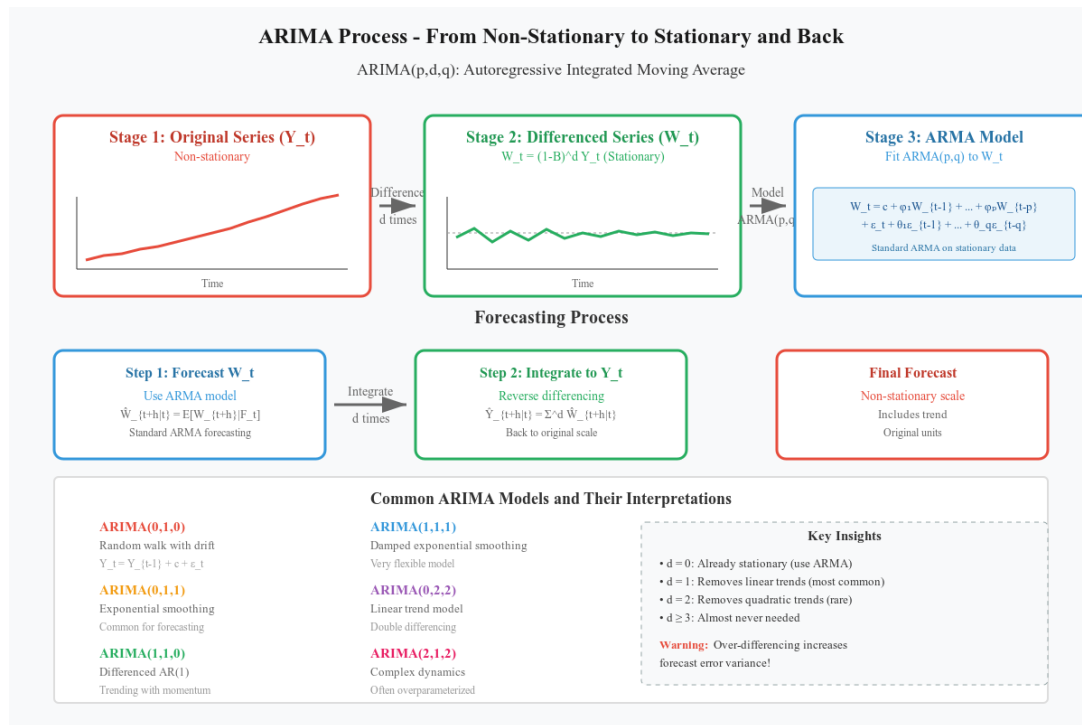 ARIMA Process - From Non-Stationary to Stationary and Back
ARIMA(p,d,q): Autoregressive Integrated Moving Average
Stage 1: Original Series (Y_t)
Non-stationary
Time
Difference
d times
Stage 2: Differenced Series (W_t)
W_t = (1-B)^d Y_t (Stationary)
Time
Model
ARMA(p,q
Stage 3: ARMA Model
Fit ARMA(p,q) to W_t
W_t = c + φ₁W_{t-1} + ... + φₚW_{t-p}
+ ε_t + θ₁ε_{t-1} + ... + θ_qε_{t-q}
Standard ARMA on stationary data
Forecasting Process
Step 1: Forecast W_t
Use ARMA model
Ŵ_{t+h|t} = E[W_{t+h}|F_t]
Standard ARMA forecasting
Integrate
d times
Step 2: Integrate to Y_t
Reverse differencing
Ŷ_{t+h|t} = Σ^d Ŵ_{t+h|t}
Back to original scale
Final Forecast
Non-stationary scale
Includes trend
Original units
Common ARIMA Models and Their Interpretations
ARIMA(0,1,0)
Random walk with drift
Y_t = Y_{t-1} + c + ε_t
ARIMA(0,1,1)
Exponential smoothing
Common for forecasting
ARIMA(1,1,0)
Differenced AR(1)
Trending with momentum
ARIMA(1,1,1)
Damped exponential smoothing
Very flexible model
ARIMA(0,2,2)
Linear trend model
Double differencing
ARIMA(2,1,2)
Complex dynamics
Often overparameterized
Key Insights
• d = 0: Already stationary (use ARMA)
• d = 1: Removes linear trends (most common)
• d = 2: Removes quadratic trends (rare)
• d ≥ 3: Almost never needed
Warning: Over-differencing increases
forecast error variance!